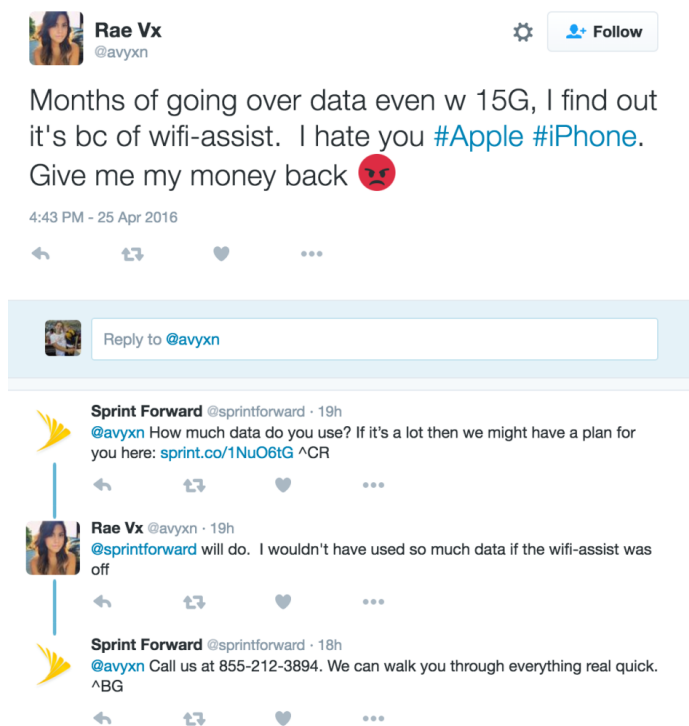 Rae Vx
@avyxn
Follow
Months of going over data even w 15G, I find out
it's bc of wifi-assist.  I hate you #Apple #iPhone.
Give me my money back 😡
4:43 PM - 25 Apr 2016
Reply to @avyxn
Sprint Forward @sprintforward · 19h
@avyxn How much data do you use? If it’s a lot then we might have a plan for
you here: sprint.co/1NuO6tG ^CR
Rae Vx @avyxn · 19h
@sprintforward will do.  I wouldn't have used so much data if the wifi-assist was
off
Sprint Forward @sprintforward · 18h
@avyxn Call us at 855-212-3894. We can walk you through everything real quick.
^BG